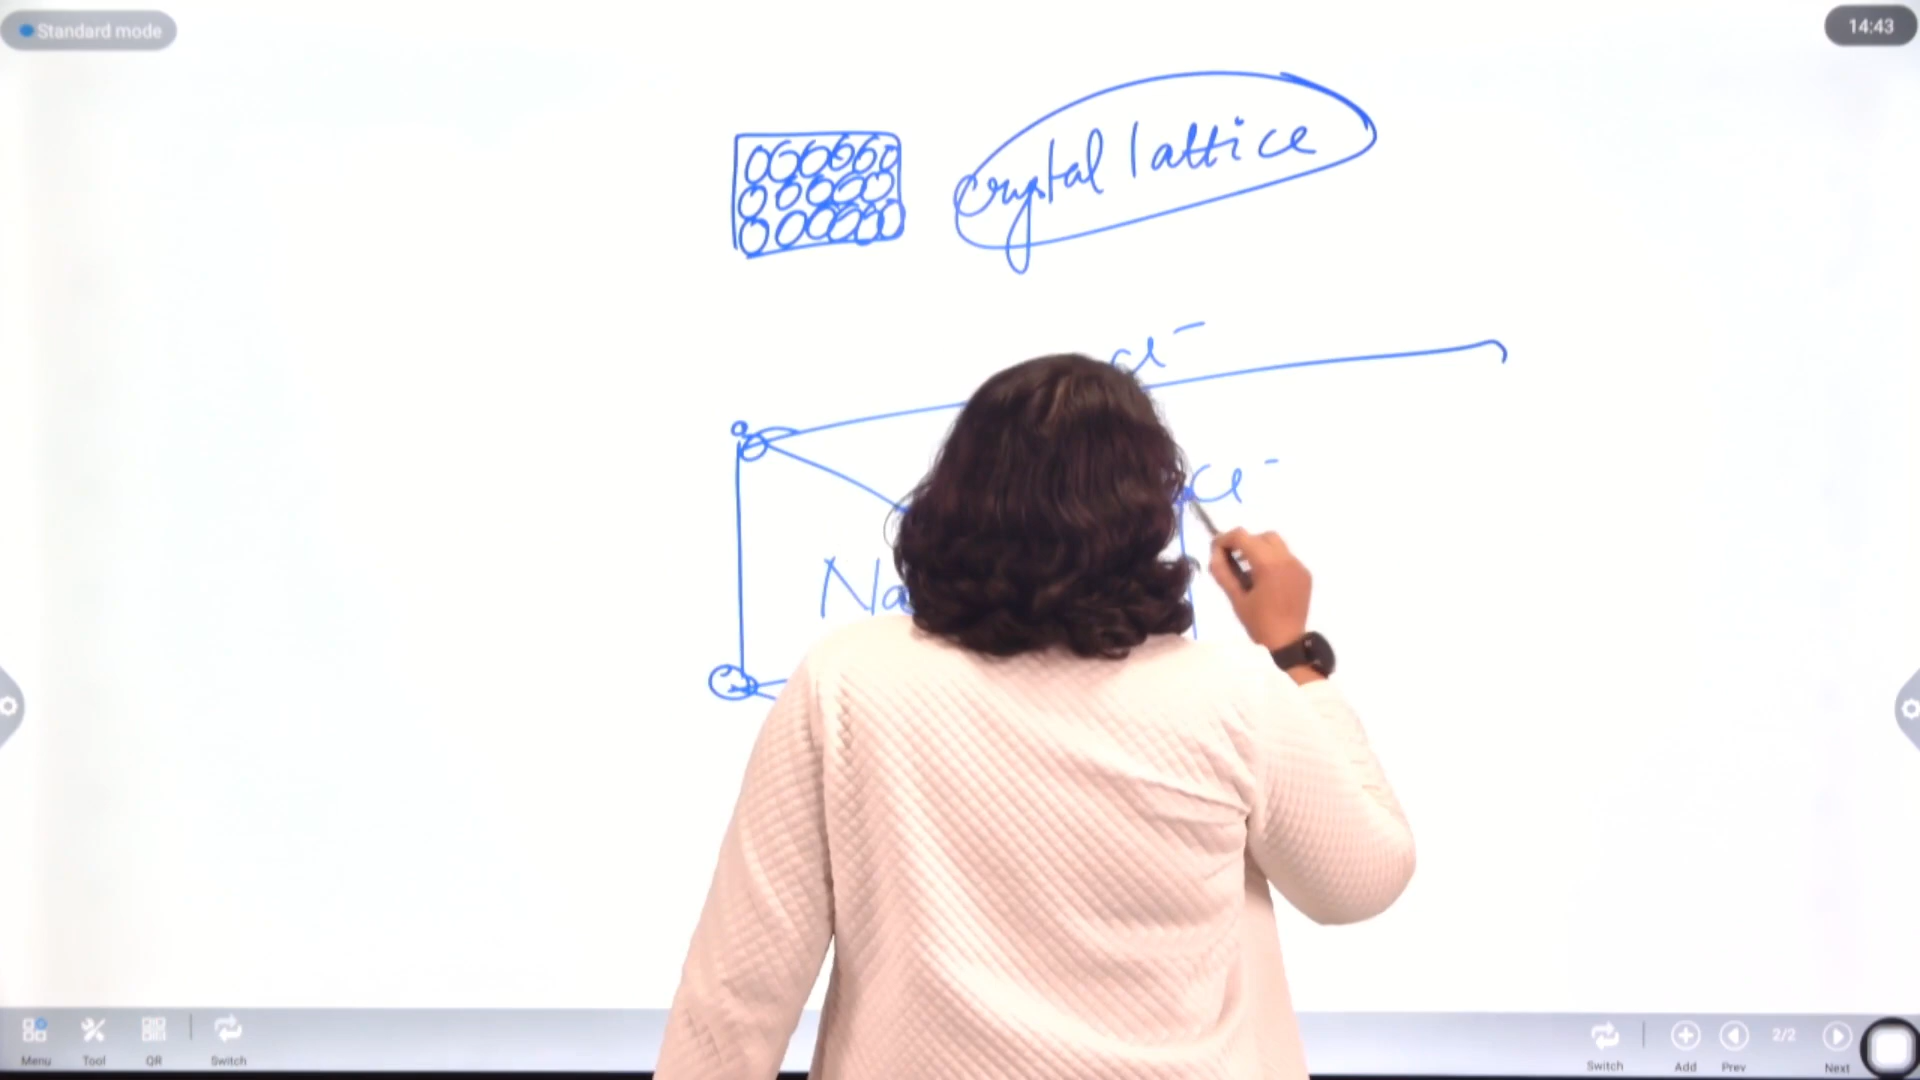 Standard mode
14:43
crystal lattice
Cl⁻
Cl⁻
Na
Menu Tool QR Switch
Switch Add Prev 2/2 Next